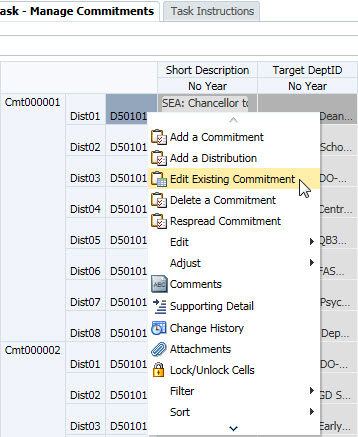 ask - Manage Commitments Task Instructions
Short Description Target DeptID
No Year No Year
Cmt000001 Dist01 D50101 SEA: Chancellor to Dean...
Add a Commitment
Dist02 D50101 Scho...
Add a Distribution
Dist03 D50101 Edit Existing Commitment DO-...
Delete a Commitment
Dist04 D50101 Centr...
Respread Commitment
Dist05 D50101 Edit QB3...
Adjust
Dist06 D50101 FAS...
Comments
Dist07 D50101 Supporting Detail Psyc...
Change History
Dist08 D50101 Dep...
Attachments
Cmt000002 Dist01 D50101 DO-...
Lock/Unlock Cells
Dist02 D50101 Filter GD S...
Sort
Dist03 D50101 Early...